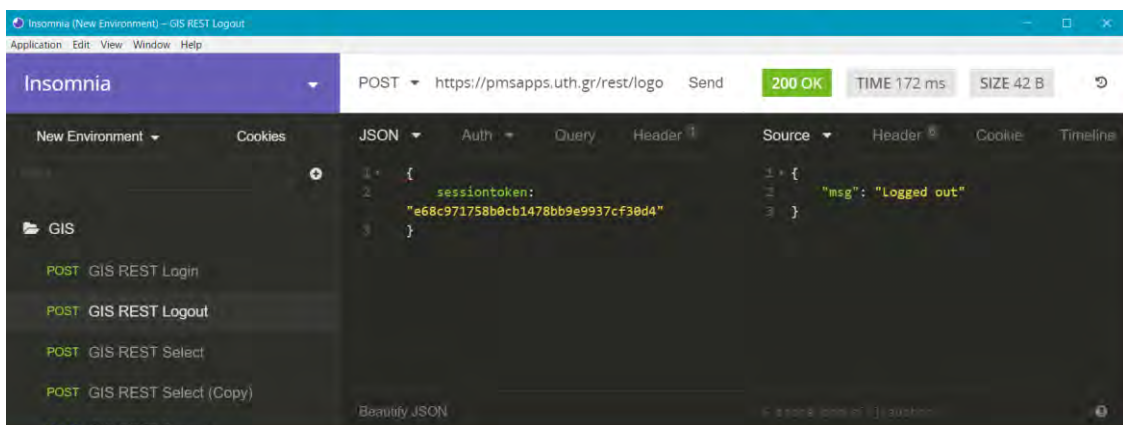 Insomnia (New Environment) – GIS REST Logout
Application Edit View Window Help
Insomnia
POST https://pmsapps.uth.gr/rest/logo Send
200 OK TIME 172 ms SIZE 42 B
New Environment Cookies
JSON Auth Query Header 1
Source Header 6 Cookie Timeline
1 {
2 sessiontoken:
"e68c971758b0cb1478bb9e9937cf30d4"
3 }
1 {
2 "msg": "Logged out"
3 }
GIS
POST GIS REST Login
POST GIS REST Logout
POST GIS REST Select
POST GIS REST Select (Copy)
Beautify JSON